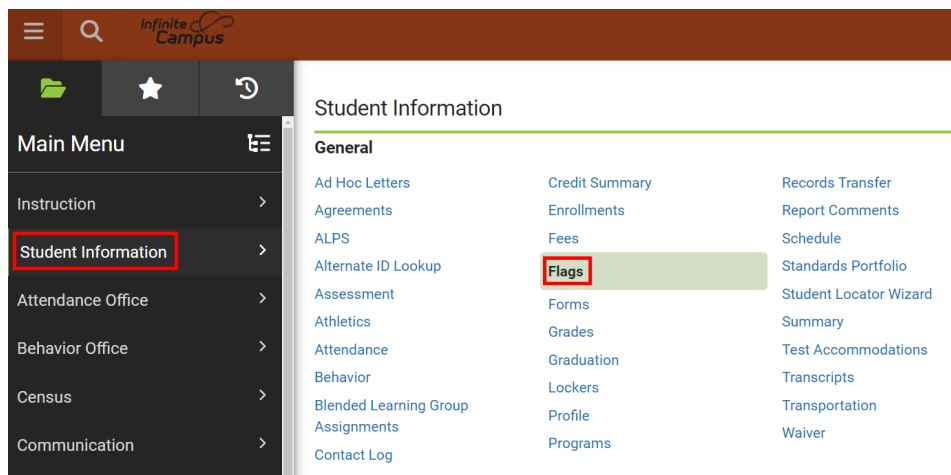 Infinite
Campus
Main Menu
Instruction
Student Information
Attendance Office
Behavior Office
Census
Communication
Student Information
General
Ad Hoc Letters
Agreements
ALPS
Alternate ID Lookup
Assessment
Athletics
Attendance
Behavior
Blended Learning Group
Assignments
Contact Log
Credit Summary
Enrollments
Fees
Flags
Forms
Grades
Graduation
Lockers
Profile
Programs
Records Transfer
Report Comments
Schedule
Standards Portfolio
Student Locator Wizard
Summary
Test Accommodations
Transcripts
Transportation
Waiver